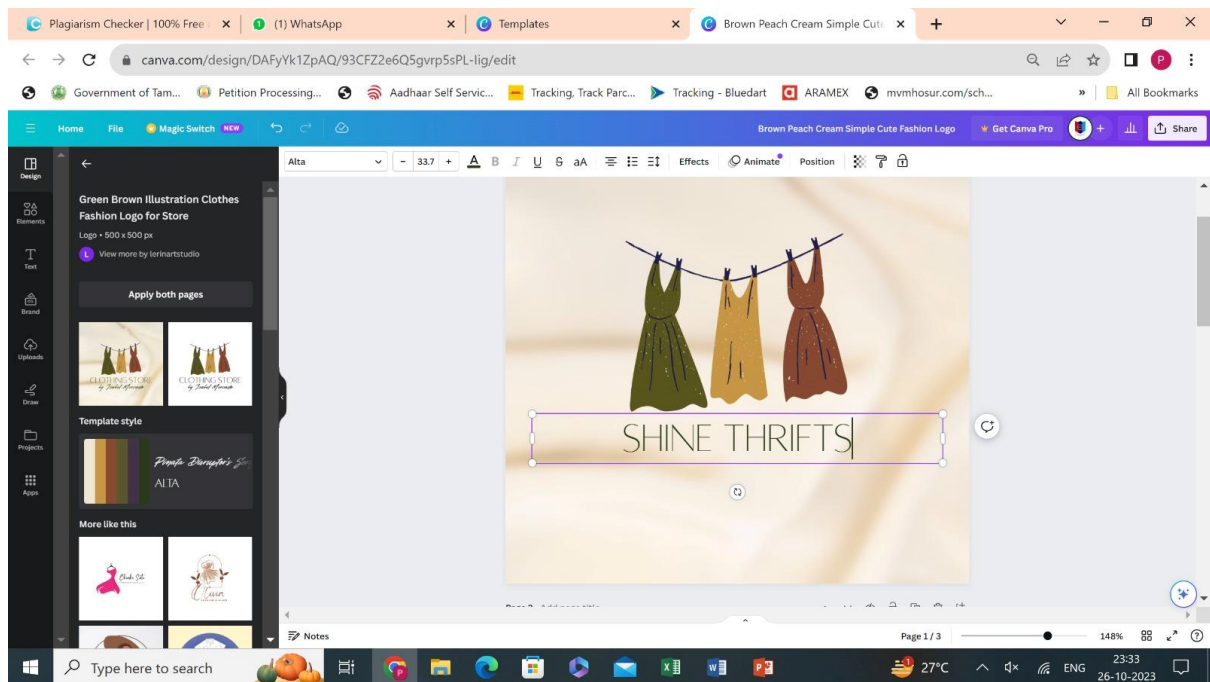 Plagiarism Checker | 100% Free
(1) WhatsApp
Templates
Brown Peach Cream Simple Cute
canva.com/design/DAFyYk1ZpAQ/93CFZ2e6Q5gvrp5sPL-lig/edit
P
Government of Tam...
Petition Processing...
Aadhaar Self Servic...
Tracking, Track Parc...
Tracking - Bluedart
ARAMEX
mvmhosur.com/sch...
»
All Bookmarks
Home
File
Magic Switch NEW
Brown Peach Cream Simple Cute Fashion Logo
Get Canva Pro
Share
Design
Elements
Text
Brand
Uploads
Draw
Projects
Apps
Green Brown Illustration Clothes
Fashion Logo for Store
Logo • 500 x 500 px
L View more by lerinartstudio
Apply both pages
CLOTHING STORE
CLOTHING STORE
Template style
ALTA
More like this
Olivia
Alta
- 33.7 +
A B I U S aA
Effects
Animate
Position
SHINE THRIFTS
Notes
Page 1 / 3
148%
Type here to search
27°C
ENG
23:33
26-10-2023